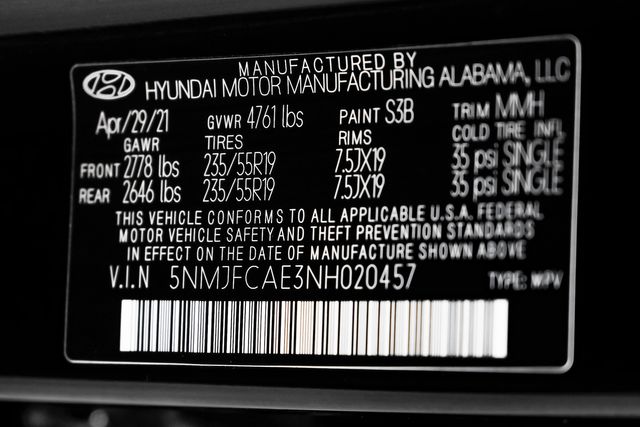 MANUFACTURED BY
HYUNDAI MOTOR MANUFACTURING ALABAMA, LLC
Apr/29/21 GVWR 4761 lbs PAINT S3B TRIM MMH
GAWR TIRES RIMS COLD TIRE INFL
FRONT 2778 lbs 235/55R19 7.5JX19 35 psi SINGLE
REAR 2646 lbs 235/55R19 7.5JX19 35 psi SINGLE
THIS VEHICLE CONFORMS TO ALL APPLICABLE U.S.A. FEDERAL
MOTOR VEHICLE SAFETY AND THEFT PREVENTION STANDARDS
IN EFFECT ON THE DATE OF MANUFACTURE SHOWN ABOVE
V.I.N 5NMJFCAE3NH020457 TYPE: MPV